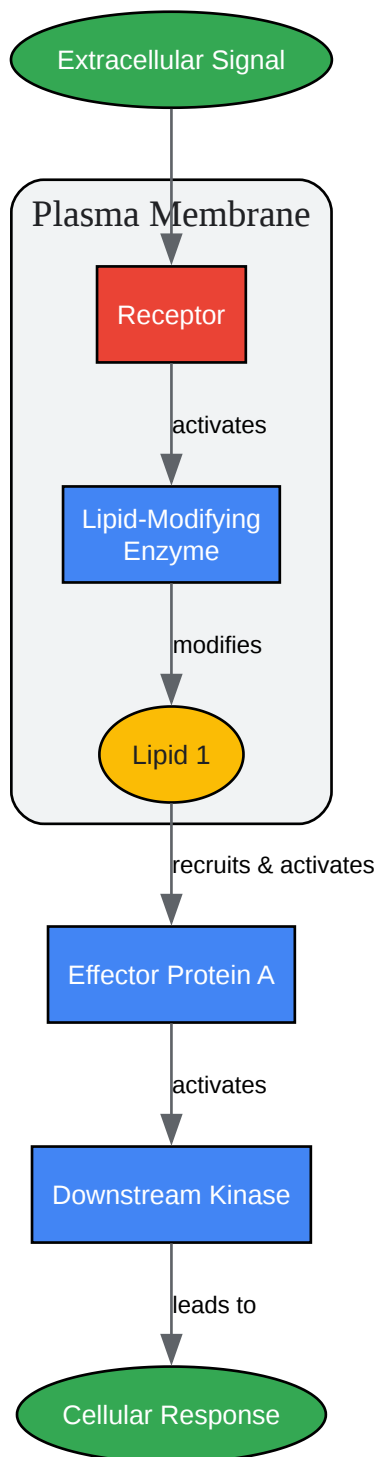 Extracellular Signal
Plasma Membrane
Receptor
activates
Lipid-Modifying
Enzyme
modifies
Lipid 1
recruits & activates
Effector Protein A
activates
Downstream Kinase
leads to
Cellular Response